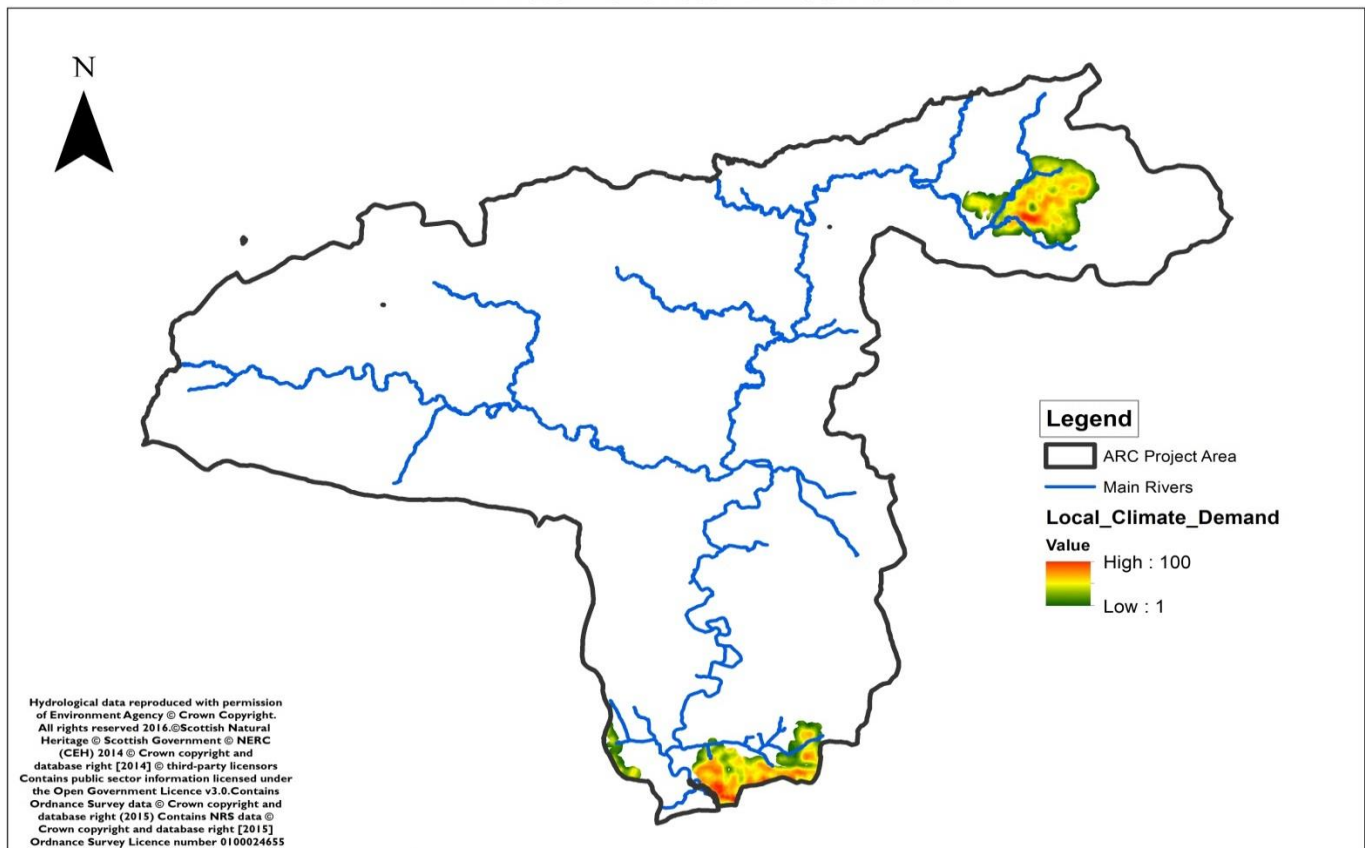 N
Legend
ARC Project Area
Main Rivers
Local_Climate_Demand
Value
High : 100
Low : 1
Hydrological data reproduced with permission
of Environment Agency © Crown Copyright.
All rights reserved 2016.©Scottish Natural
Heritage © Scottish Government © NERC
(CEH) 2014 © Crown copyright and
database right [2014] © third-party licensors
Contains public sector information licensed under
the Open Government Licence v3.0.Contains
Ordnance Survey data © Crown copyright and
database right (2015) Contains NRS data ©
Crown copyright and database right [2015]
Ordnance Survey Licence number 0100024655